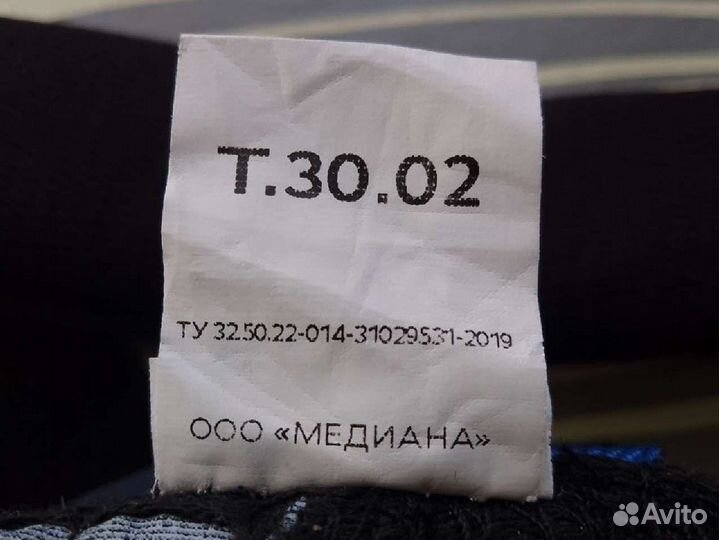 Т.30.02
ТУ 32.50.22-014-31029531-2019
ООО «МЕДИАНА»
Avito